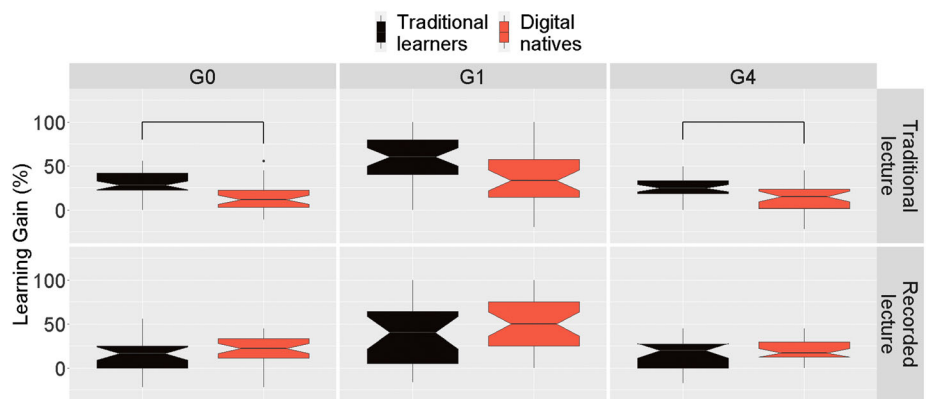 Traditional
learners
Digital
natives
G0
G1
G4
Learning Gain (%)
100
50
0
Traditional
lecture
100
50
0
Recorded
lecture